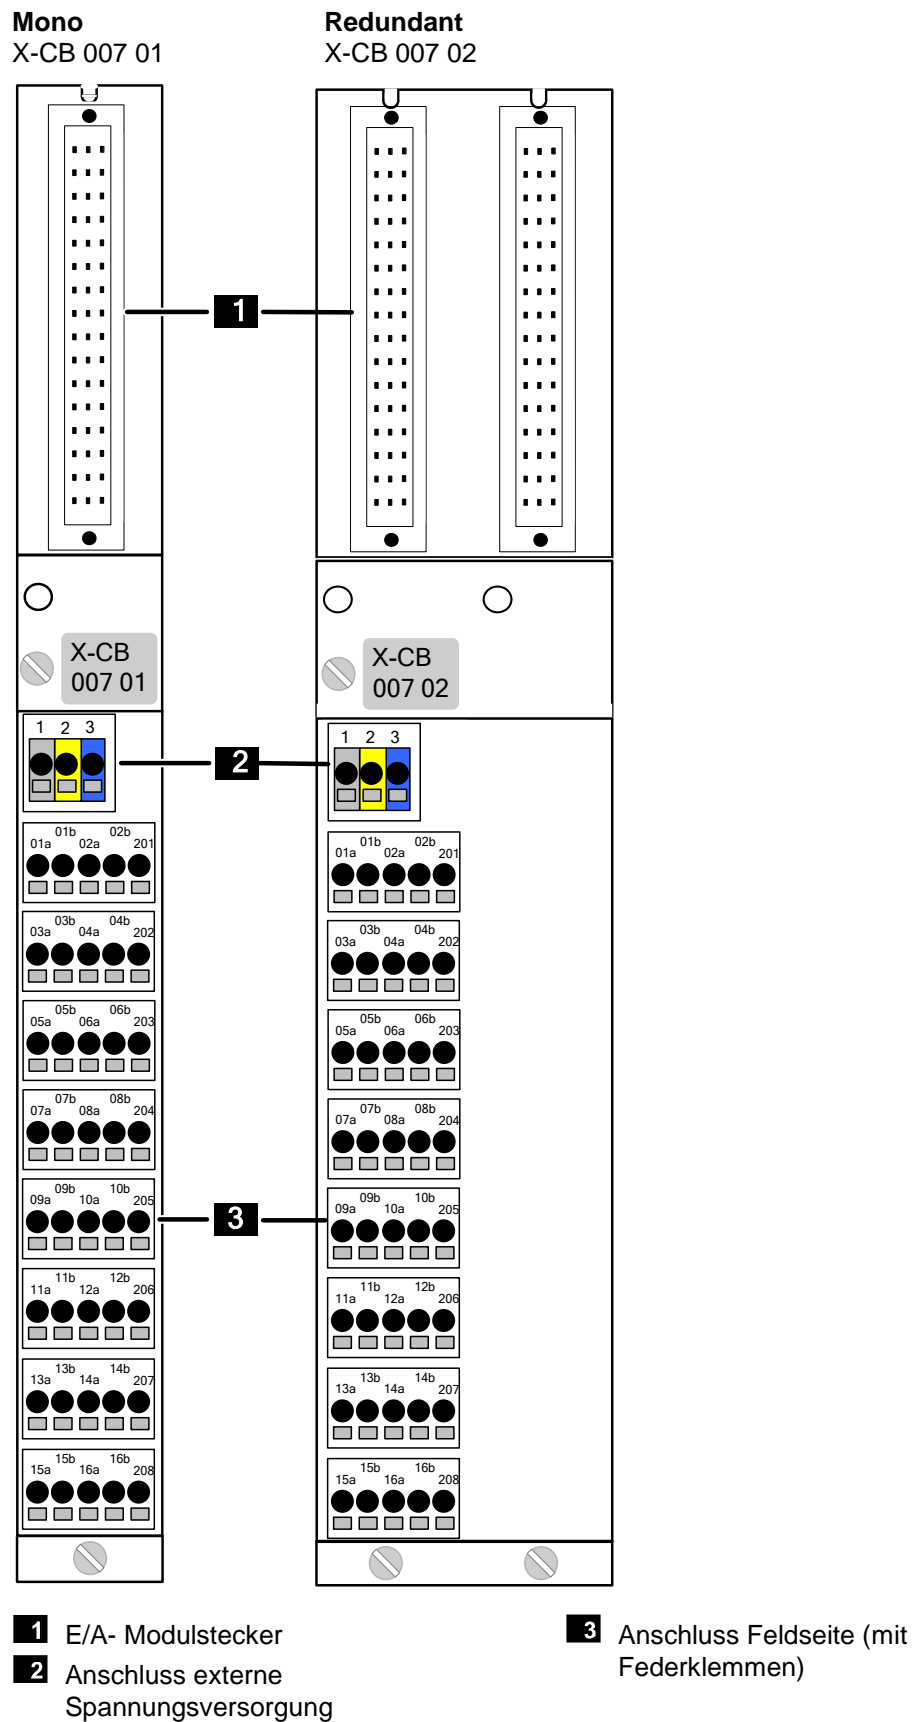 Mono
X-CB 007 01
Redundant
X-CB 007 02
1
X-CB
007 01
X-CB
007 02
1 2 3
2
1 2 3
01b 02b
01a 02a 201
03b 04b
03a 04a 202
05b 06b
05a 06a 203
07b 08b
07a 08a 204
09b 10b
09a 10a 205
11b 12b
11a 12a 206
13b 14b
13a 14a 207
15b 16b
15a 16a 208
3
01b 02b
01a 02a 201
03b 04b
03a 04a 202
05b 06b
05a 06a 203
07b 08b
07a 08a 204
09b 10b
09a 10a 205
11b 12b
11a 12a 206
13b 14b
13a 14a 207
15b 16b
15a 16a 208
1 E/A- Modulstecker
2 Anschluss externe
Spannungsversorgung
3 Anschluss Feldseite (mit
Federklemmen)